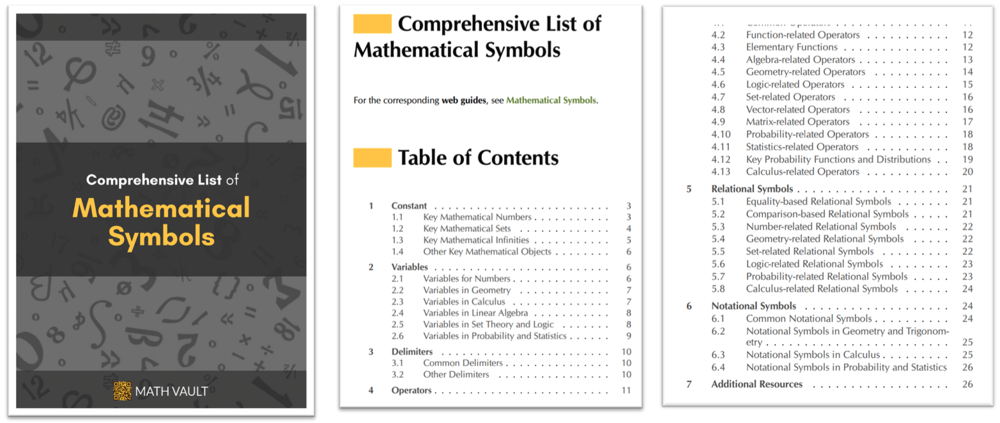 Comprehensive List of
Mathematical
Symbols
MATH VAULT
Comprehensive List of
Mathematical Symbols
For the corresponding web guides, see Mathematical Symbols.
Table of Contents
1 Constant . . . . . . . . . . 3
1.1 Key Mathematical Numbers . . . . . . . . . . 3
1.2 Key Mathematical Sets . . . . . . . . . . 4
1.3 Key Mathematical Infinities . . . . . . . . . . 5
1.4 Other Key Mathematical Objects . . . . . . . . . . 6
2 Variables . . . . . . . . . . 6
2.1 Variables for Numbers . . . . . . . . . . 6
2.2 Variables in Geometry . . . . . . . . . . 7
2.3 Variables in Calculus . . . . . . . . . . 7
2.4 Variables in Linear Algebra . . . . . . . . . . 8
2.5 Variables in Set Theory and Logic . . . . . . . . . . 8
2.6 Variables in Probability and Statistics . . . . . . 9
3 Delimiters . . . . . . . . . . 10
3.1 Common Delimiters . . . . . . . . . . 10
3.2 Other Delimiters . . . . . . . . . . 10
4 Operators . . . . . . . . . . 11
4.2 Function-related Operators . . . . . . . . . . 12
4.3 Elementary Functions . . . . . . . . . . 12
4.4 Algebra-related Operators . . . . . . . . . . 13
4.5 Geometry-related Operators . . . . . . . . . . 14
4.6 Logic-related Operators . . . . . . . . . . 15
4.7 Set-related Operators . . . . . . . . . . 16
4.8 Vector-related Operators . . . . . . . . . . 16
4.9 Matrix-related Operators . . . . . . . . . . 17
4.10 Probability-related Operators . . . . . . . . . . 18
4.11 Statistics-related Operators . . . . . . . . . . 18
4.12 Key Probability Functions and Distributions . . 19
4.13 Calculus-related Operators . . . . . . . . . . 20
5 Relational Symbols . . . . . . . . . . 21
5.1 Equality-based Relational Symbols . . . . . . . 21
5.2 Comparison-based Relational Symbols . . . . . 21
5.3 Number-related Relational Symbols . . . . . . 22
5.4 Geometry-related Relational Symbols . . . . . 22
5.5 Set-related Relational Symbols . . . . . . . . . 22
5.6 Logic-related Relational Symbols . . . . . . . . 23
5.7 Probability-related Relational Symbols . . . . . 23
5.8 Calculus-related Relational Symbols . . . . . . 24
6 Notational Symbols . . . . . . . . . . 24
6.1 Common Notational Symbols . . . . . . . . . 24
6.2 Notational Symbols in Geometry and Trigonom-
etry . . . . . . . . . . 25
6.3 Notational Symbols in Calculus . . . . . . . . 25
6.4 Notational Symbols in Probability and Statistics 26
7 Additional Resources . . . . . . . . . . 26